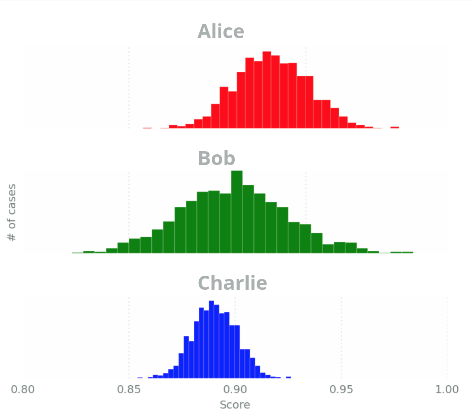 Alice
Bob
# of cases
Charlie
0.80 0.85 0.90 0.95 1.00
Score